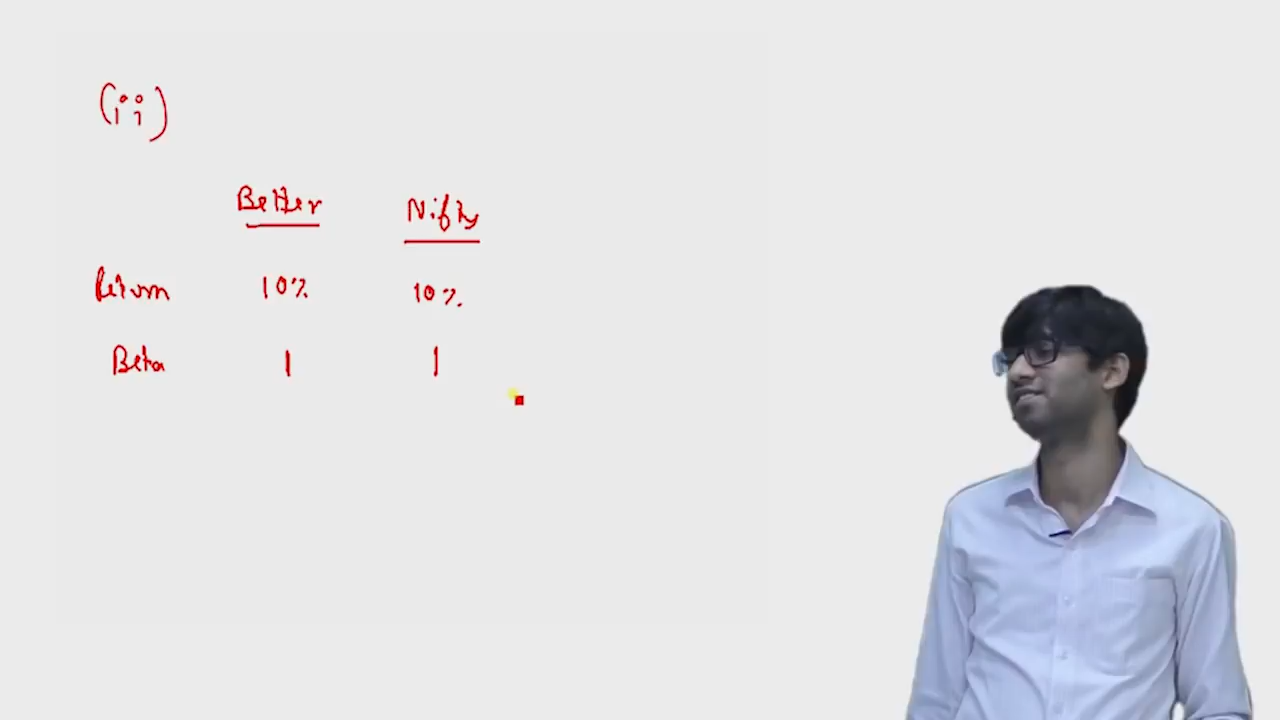 (ii)
Better Nifty
Return 10% 10%
Beta 1 1